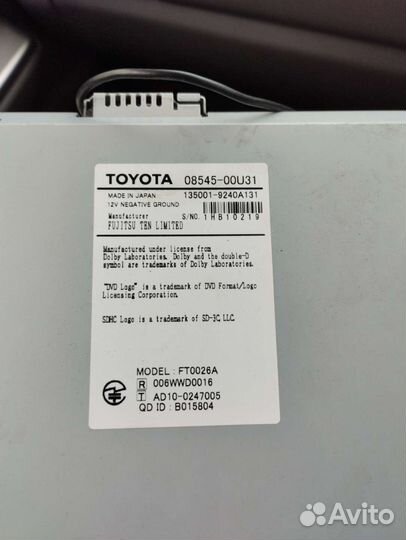 TOYOTA 08545-00U31
MADE IN JAPAN 135001-9240A131
12V NEGATIVE GROUND
Manufacturer S/NO. 1HB10219
FUJITSU TEN LIMITED
Manufactured under license from
Dolby Laboratories. Dolby and the double-D
symbol are trademarks of Dolby Laboratories.
"DVD Logo" is a trademark of DVD Format/Logo
Licensing Corporation.
SDHC Logo is a trademark of SD-3C, LLC.
MODEL : FT0026A
R 006WWD0016
T AD10-0247005
QD ID : B015804
Avito